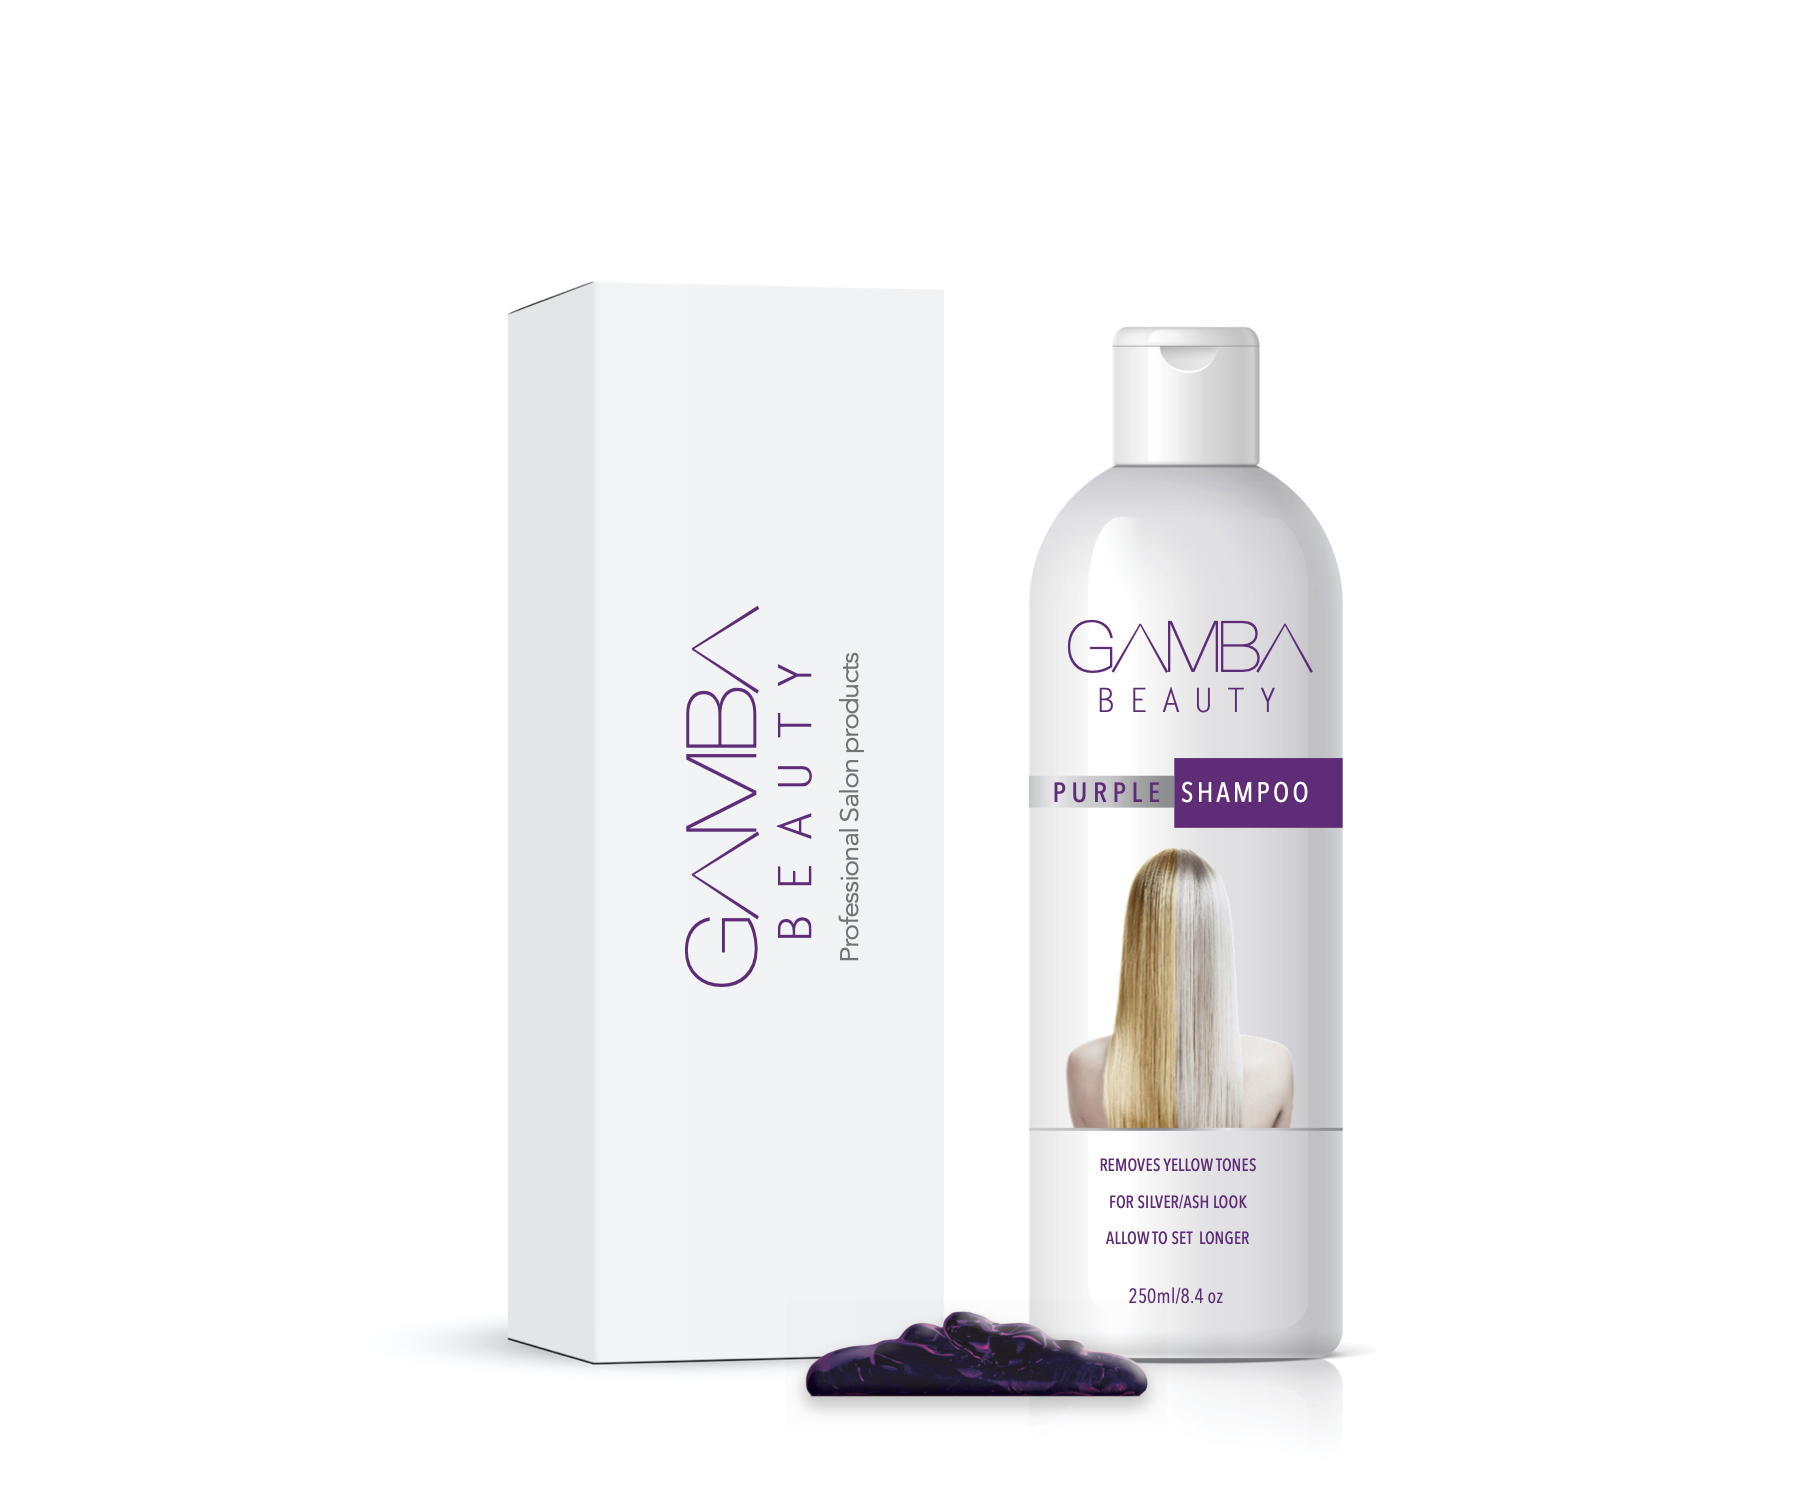 GAMBA
BEAUTY
Professional Salon products
GAMBA
BEAUTY
PURPLE SHAMPOO
REMOVES YELLOW TONES
FOR SILVER/ASH LOOK
ALLOW TO SET LONGER
250ml/8.4 oz